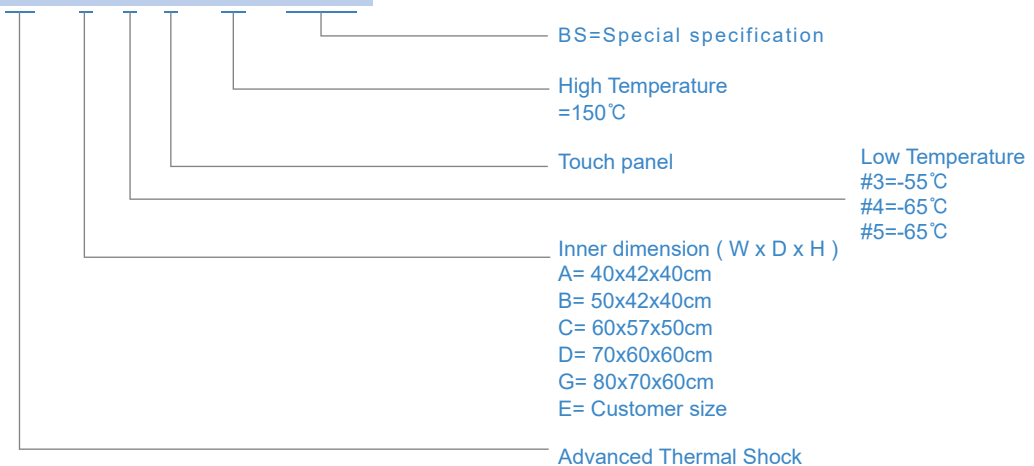 BS=Special specification
High Temperature
=150℃
Touch panel
Low Temperature
#3=-55℃
#4=-65℃
#5=-65℃
Inner dimension ( W x D x H )
A= 40x42x40cm
B= 50x42x40cm
C= 60x57x50cm
D= 70x60x60cm
G= 80x70x60cm
E= Customer size
Advanced Thermal Shock